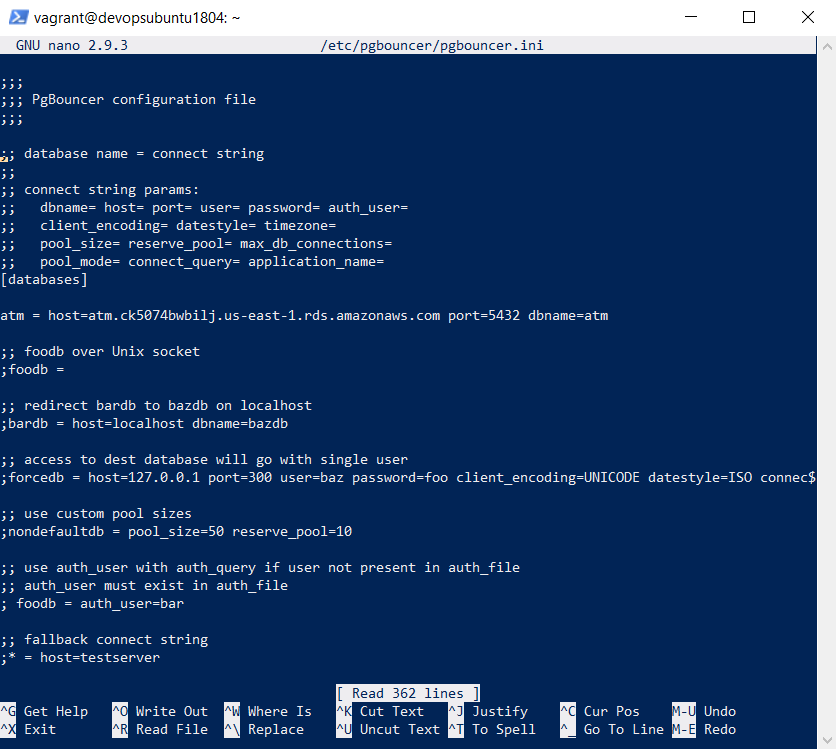 vagrant@devopsubuntu1804: ~
GNU nano 2.9.3 /etc/pgbouncer/pgbouncer.ini
;;;
;;; PgBouncer configuration file
;;;
;; database name = connect string
;;
;; connect string params:
;;   dbname= host= port= user= password= auth_user=
;;   client_encoding= datestyle= timezone=
;;   pool_size= reserve_pool= max_db_connections=
;;   pool_mode= connect_query= application_name=
[databases]
atm = host=atm.ck5074bwbilj.us-east-1.rds.amazonaws.com port=5432 dbname=atm
;; foodb over Unix socket
;foodb =
;; redirect bardb to bazdb on localhost
;bardb = host=localhost dbname=bazdb
;; access to dest database will go with single user
;forcedb = host=127.0.0.1 port=300 user=baz password=foo client_encoding=UNICODE datestyle=ISO connec$
;; use custom pool sizes
;nondefaultdb = pool_size=50 reserve_pool=10
;; use auth_user with auth_query if user not present in auth_file
;; auth_user must exist in auth_file
; foodb = auth_user=bar
;; fallback connect string
;* = host=testserver
[ Read 362 lines ]
^G Get Help ^O Write Out ^W Where Is ^K Cut Text ^J Justify ^C Cur Pos M-U Undo
^X Exit ^R Read File ^\ Replace ^U Uncut Text ^T To Spell ^_ Go To Line M-E Redo